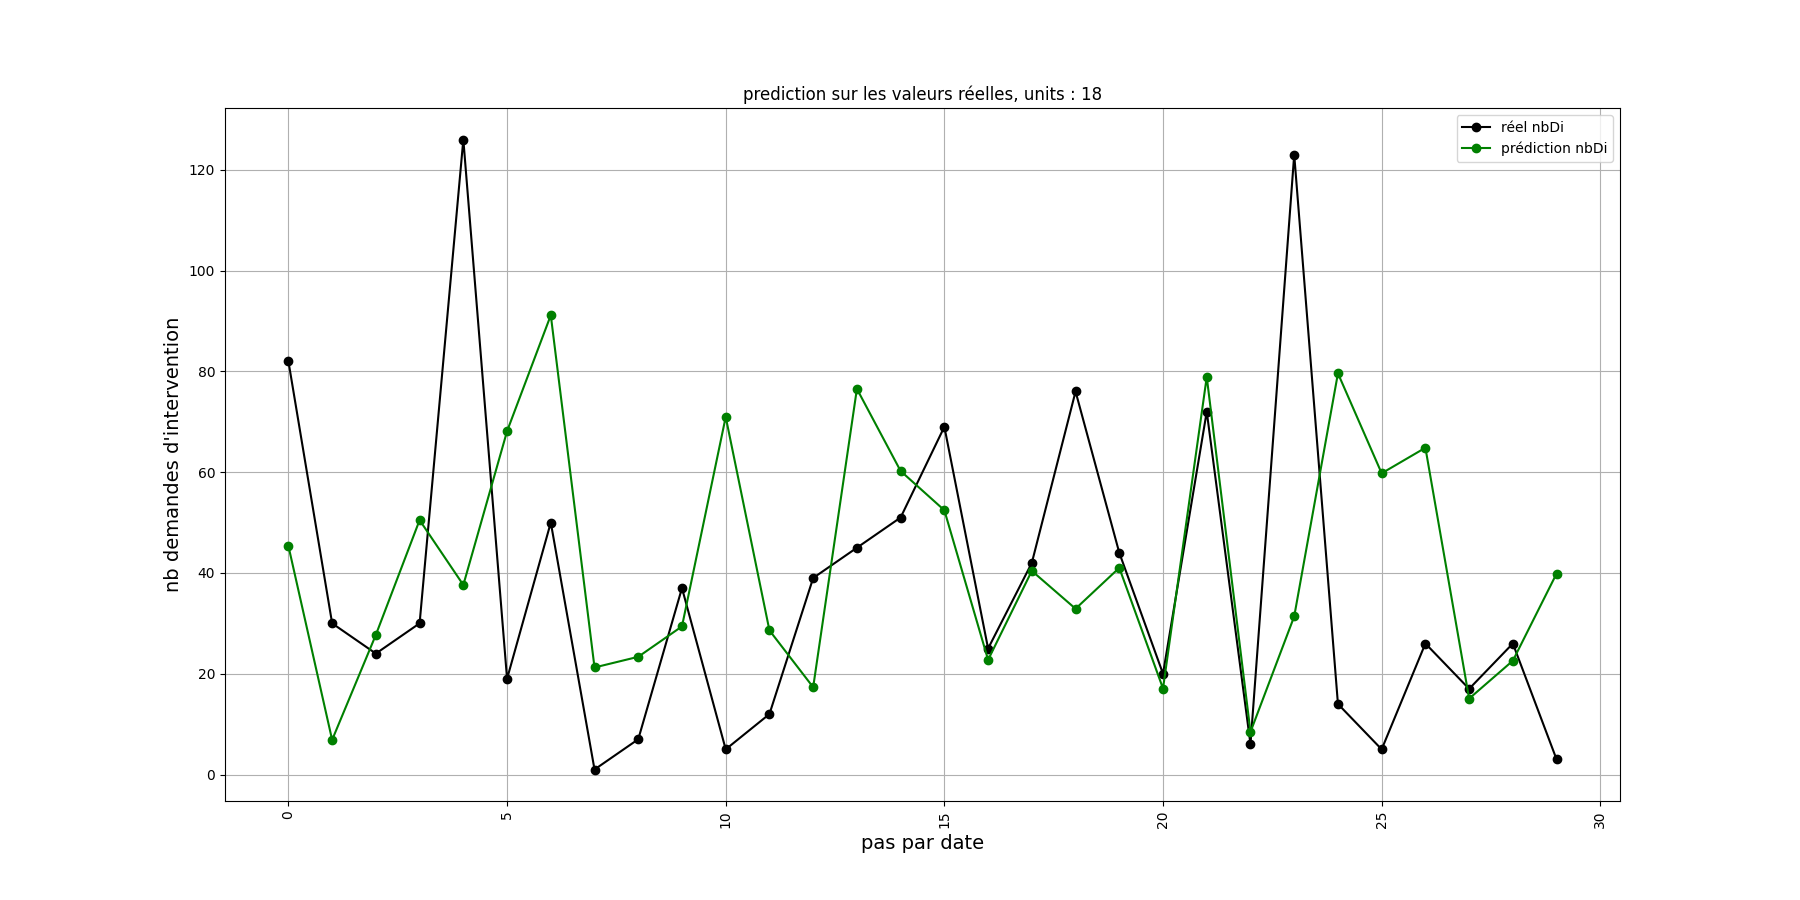 prediction sur les valeurs réelles, units : 18
réel nbDi
prédiction nbDi
nb demandes d'intervention
120
100
80
60
40
20
0
0 5 10 15 20 25 30
pas par date